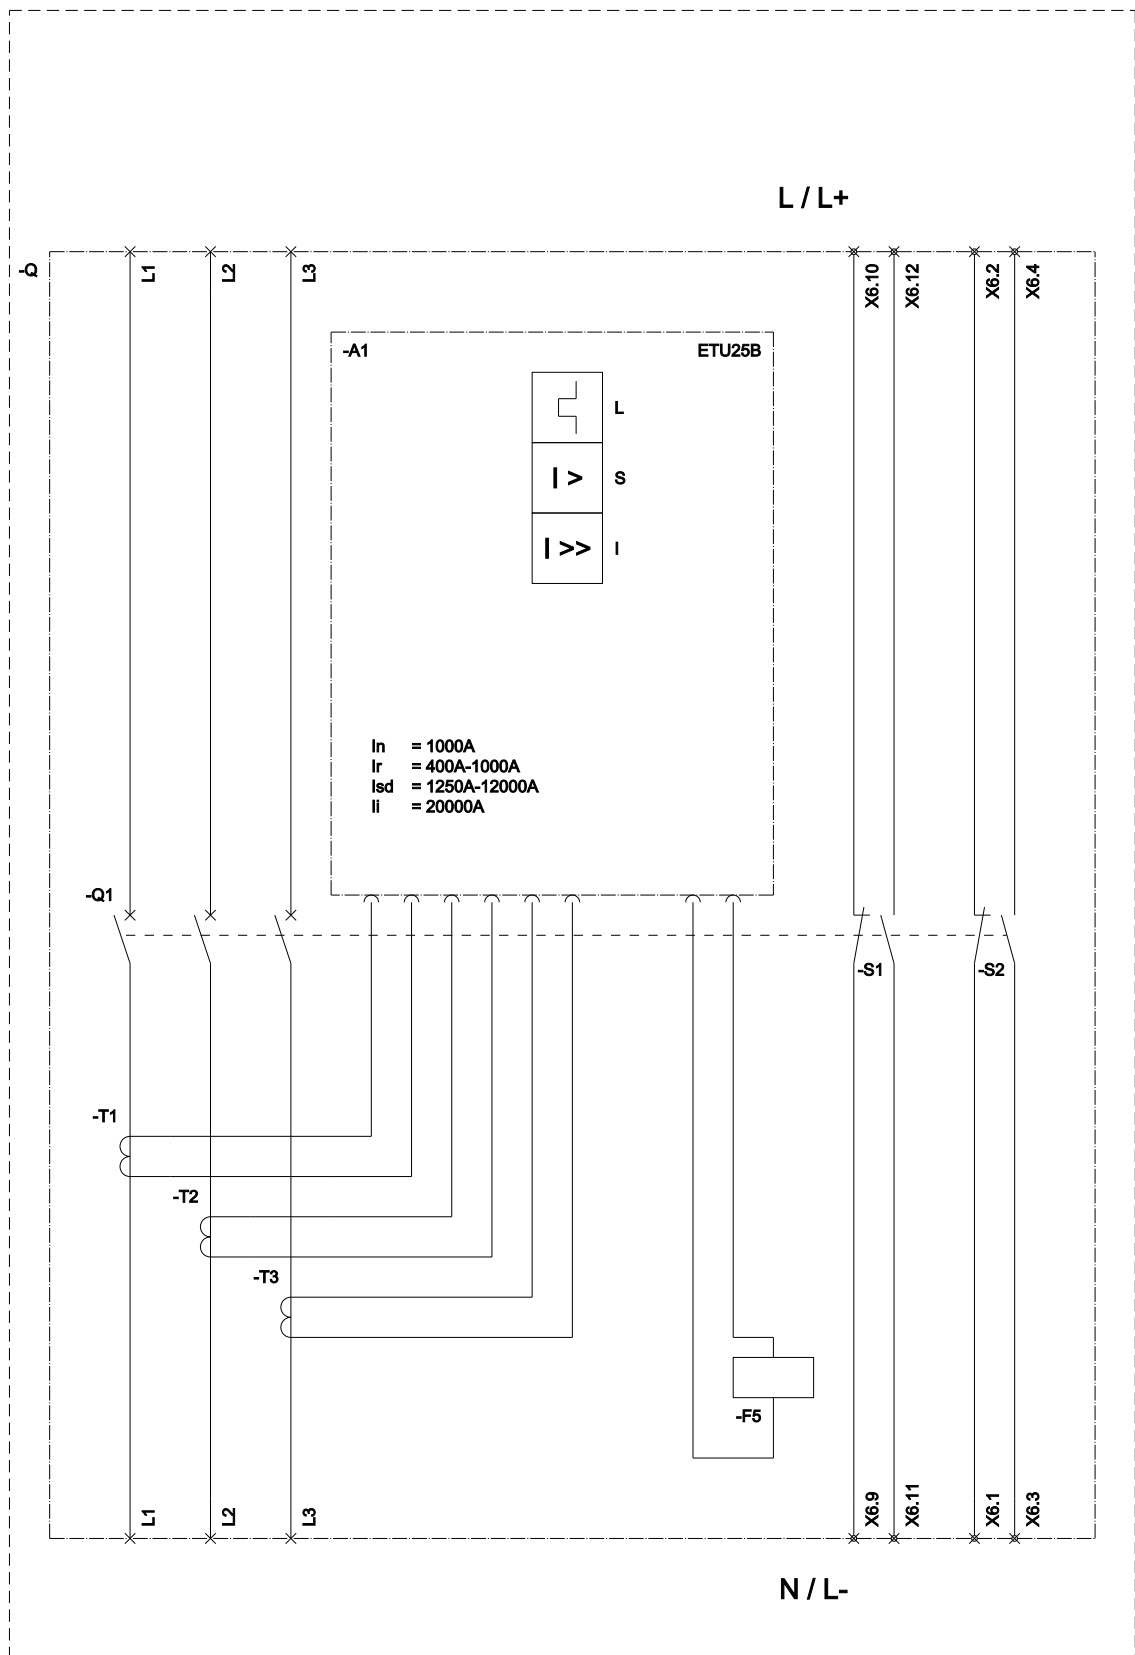 L / L+
-Q
L1
L2
L3
X6.10
X6.12
X6.2
X6.4
-A1 ETU25B
L
I > S
I >> I
In = 1000A
Ir = 400A-1000A
Isd = 1250A-12000A
Ii = 20000A
-Q1
-S1
-S2
-T1
-T2
-T3
-F5
L1
L2
L3
X6.9
X6.11
X6.1
X6.3
N / L-